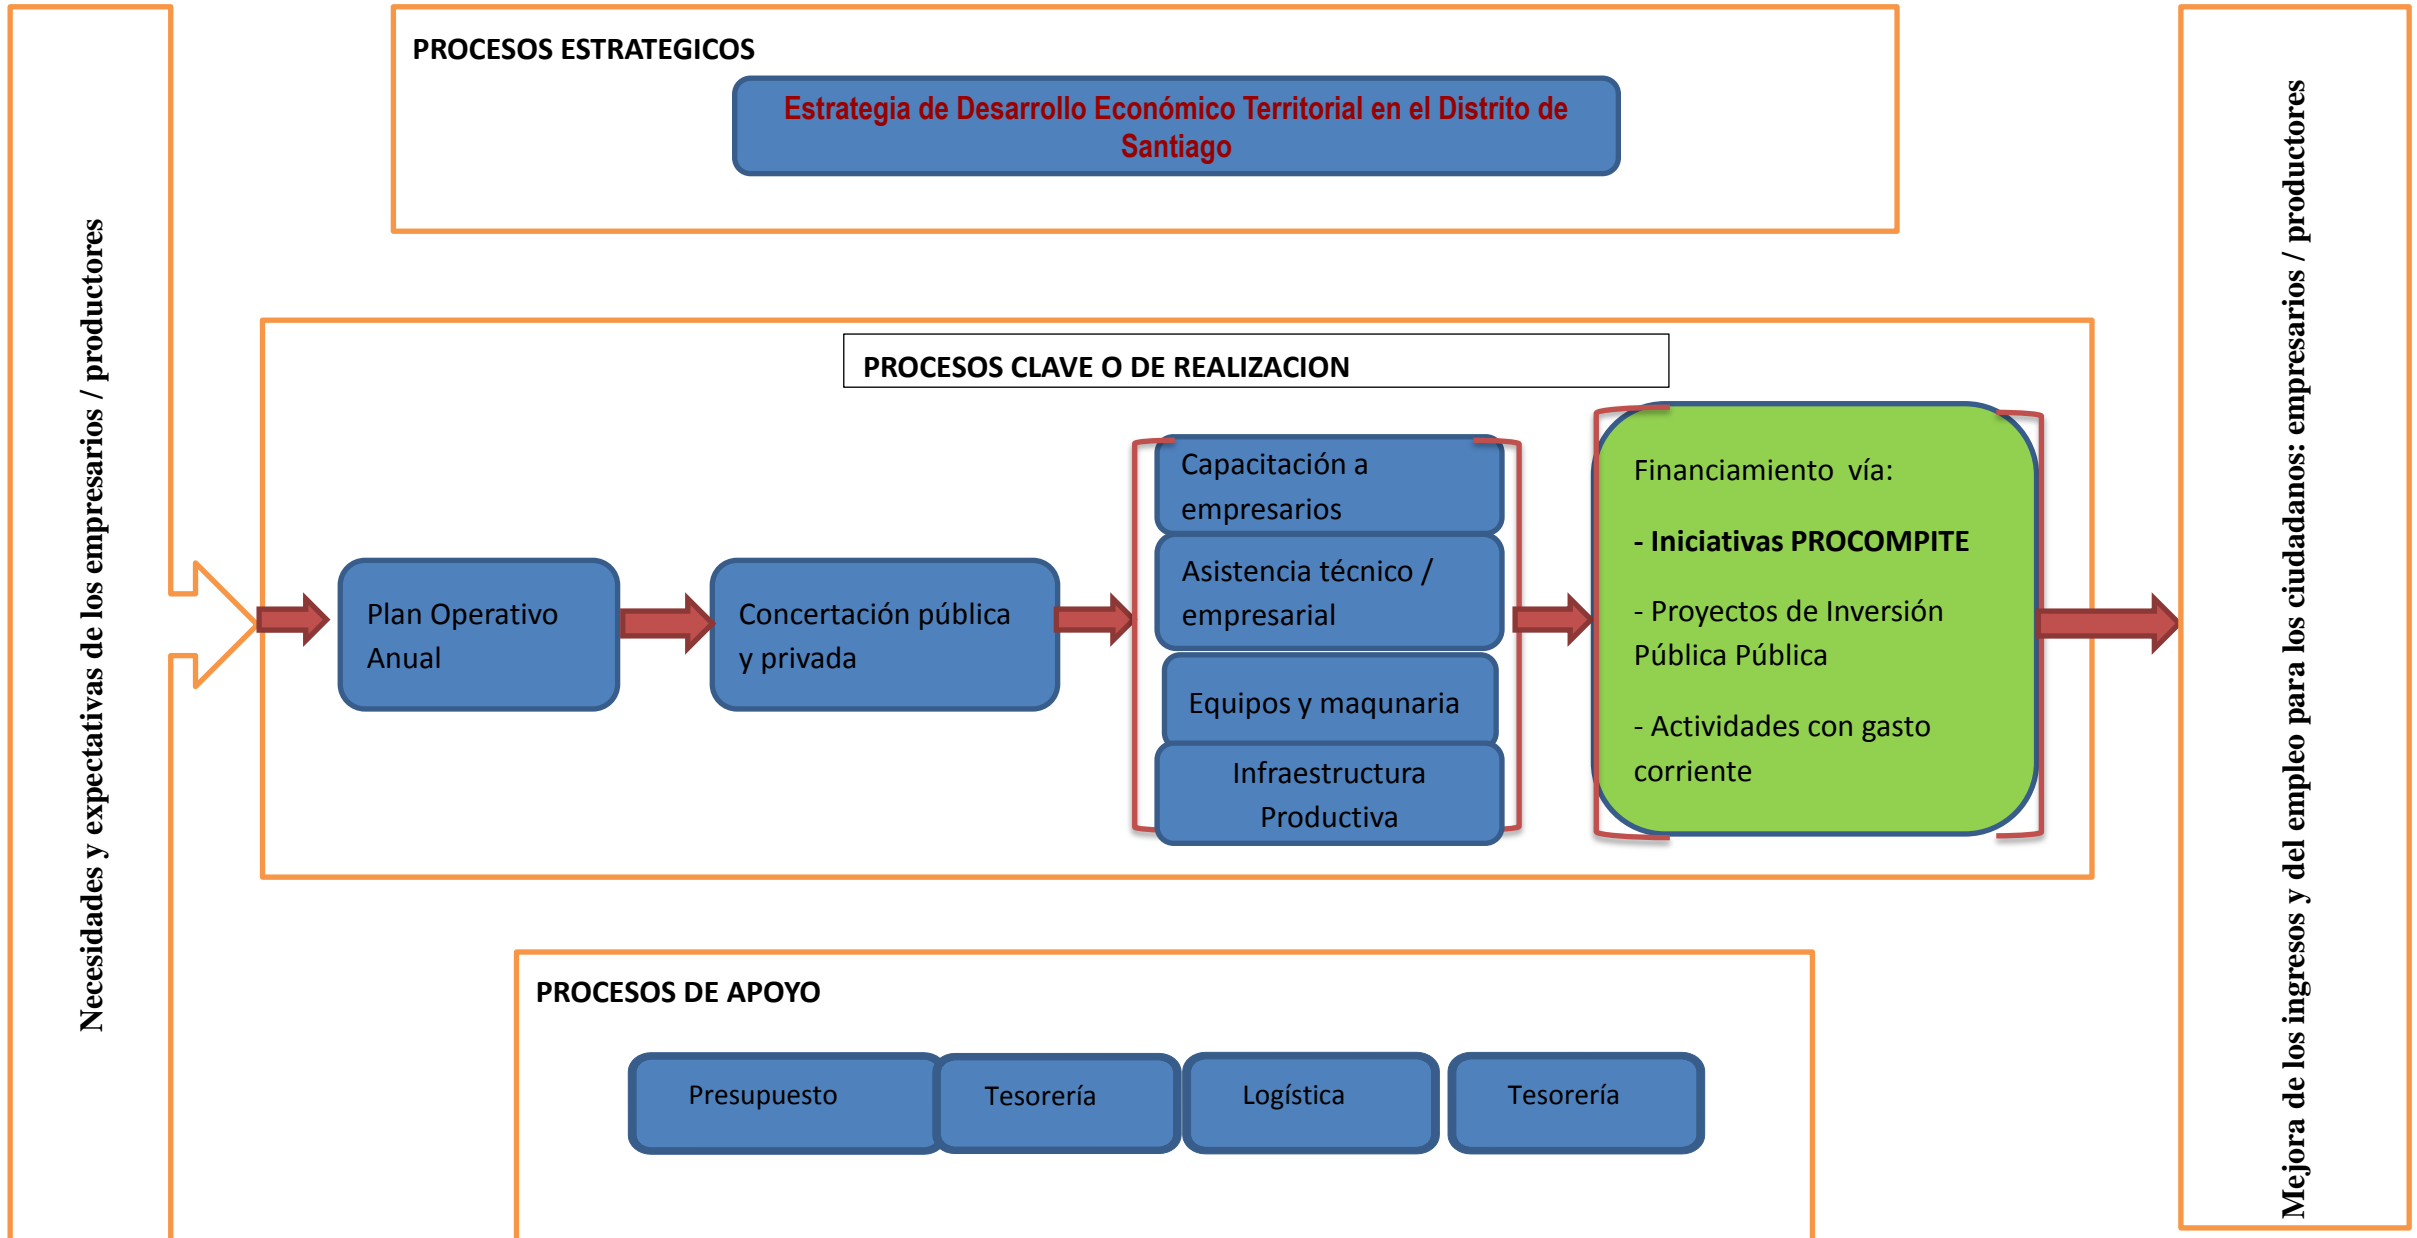 Necesidades y expectativas de los empresarios / productores
PROCESOS ESTRATEGICOS
Estrategia de Desarrollo Económico Territorial en el Distrito de
Santiago
PROCESOS CLAVE O DE REALIZACION
Plan Operativo
Anual
Concertación pública
y privada
Capacitación a
empresarios
Asistencia técnico /
empresarial
Equipos y maqunaria
Infraestructura
Productiva
Financiamiento vía:
- Iniciativas PROCOMPITE
- Proyectos de Inversión
Pública Pública
- Actividades con gasto
corriente
PROCESOS DE APOYO
Presupuesto
Tesorería
Logística
Tesorería
Mejora de los ingresos y del empleo para los ciudadanos: empresarios / productores